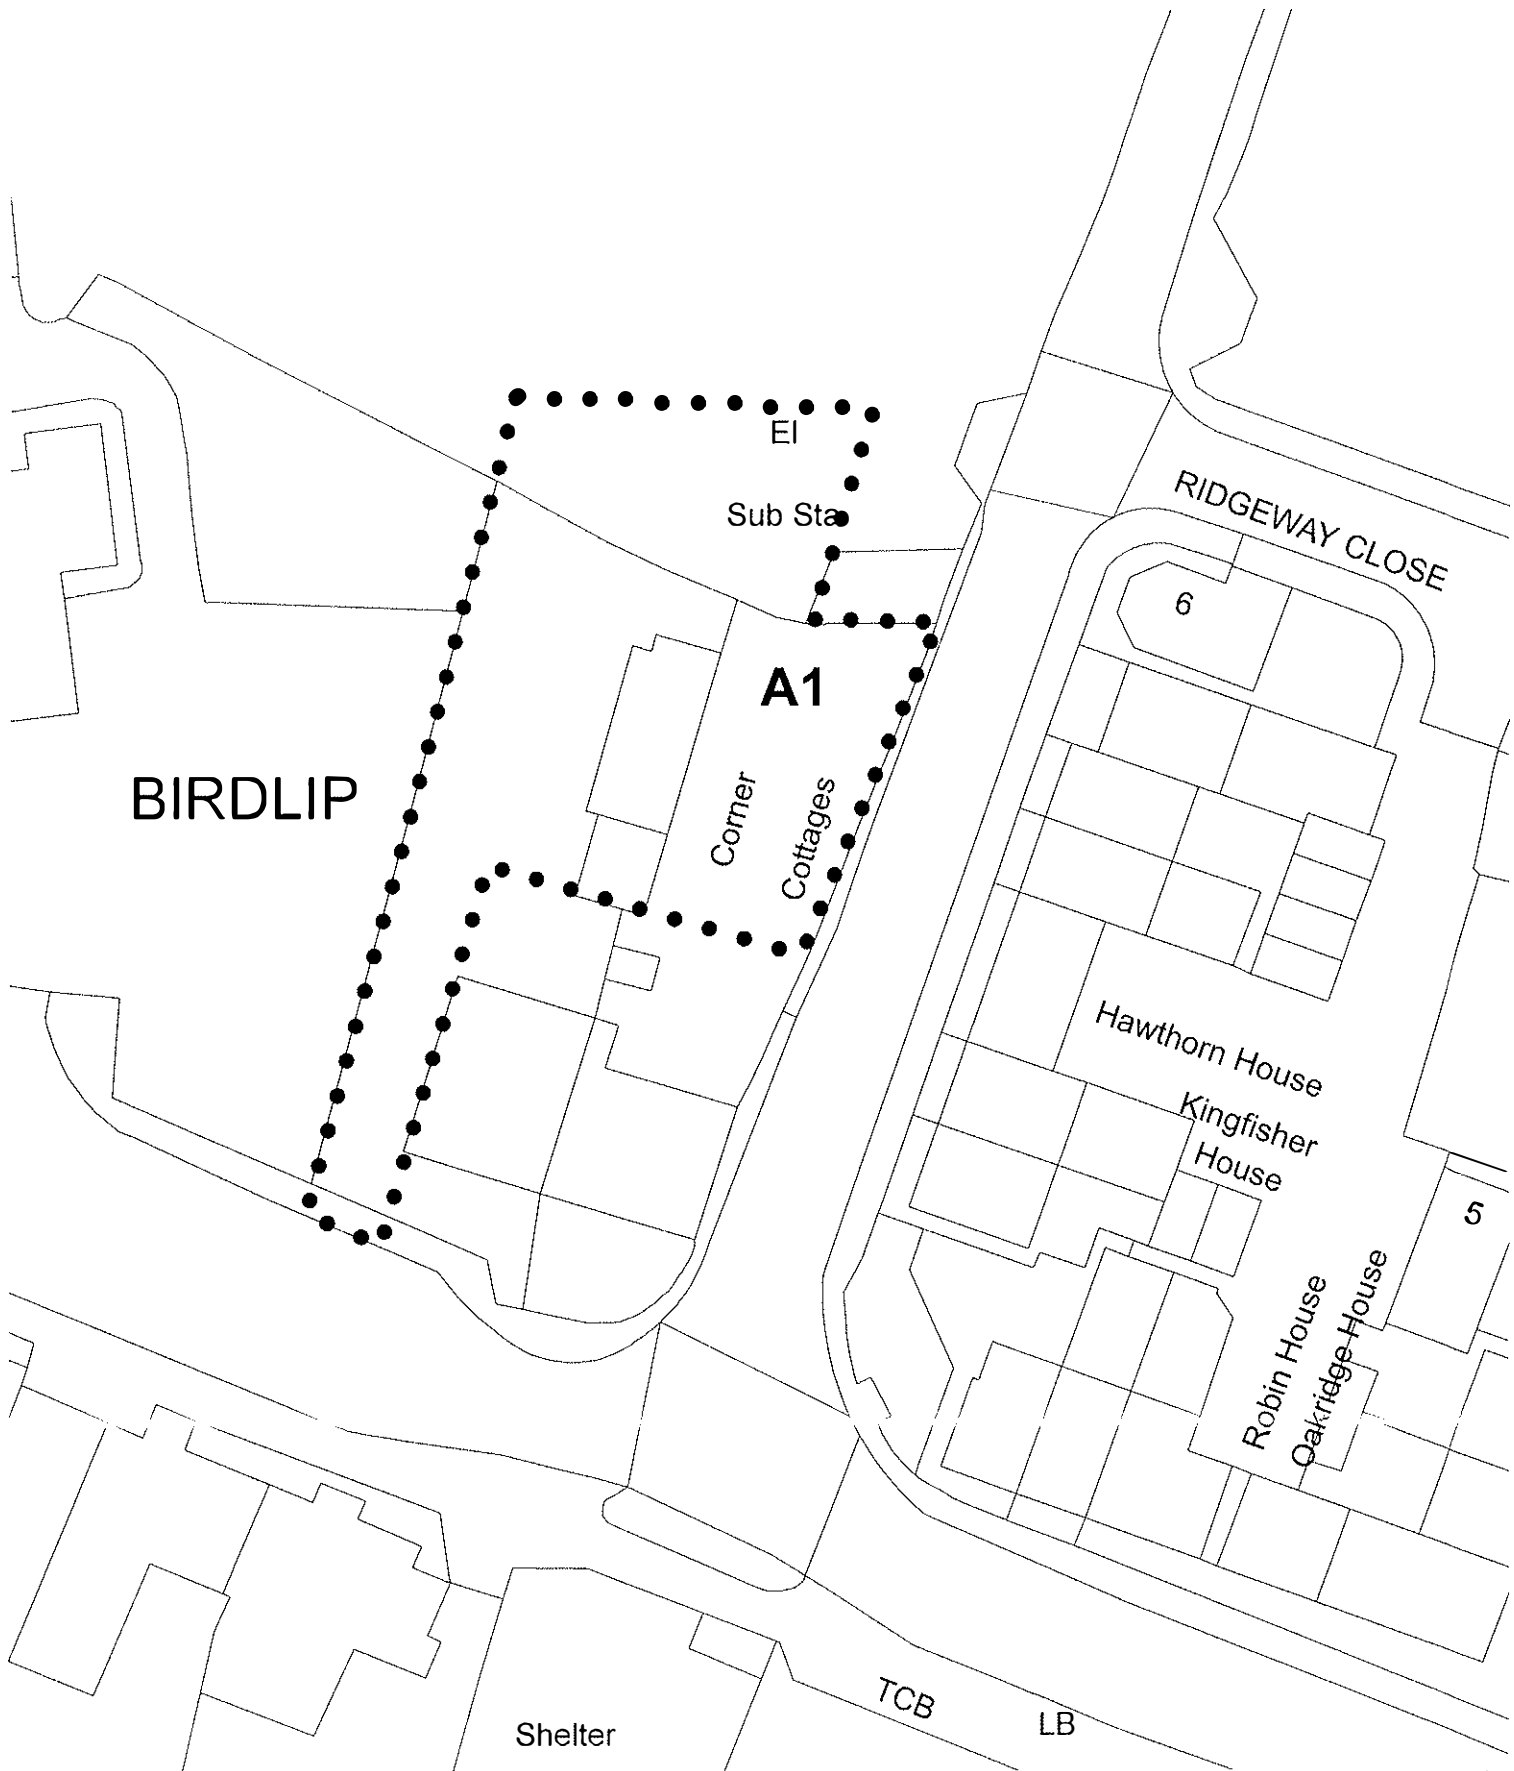 El
Sub Sta
RIDGEWAY CLOSE
6
A1
BIRDLIP
Corner
Cottages
Hawthorn House
Kingfisher
House
5
Robin House
Oakridge House
TCB
LB
Shelter